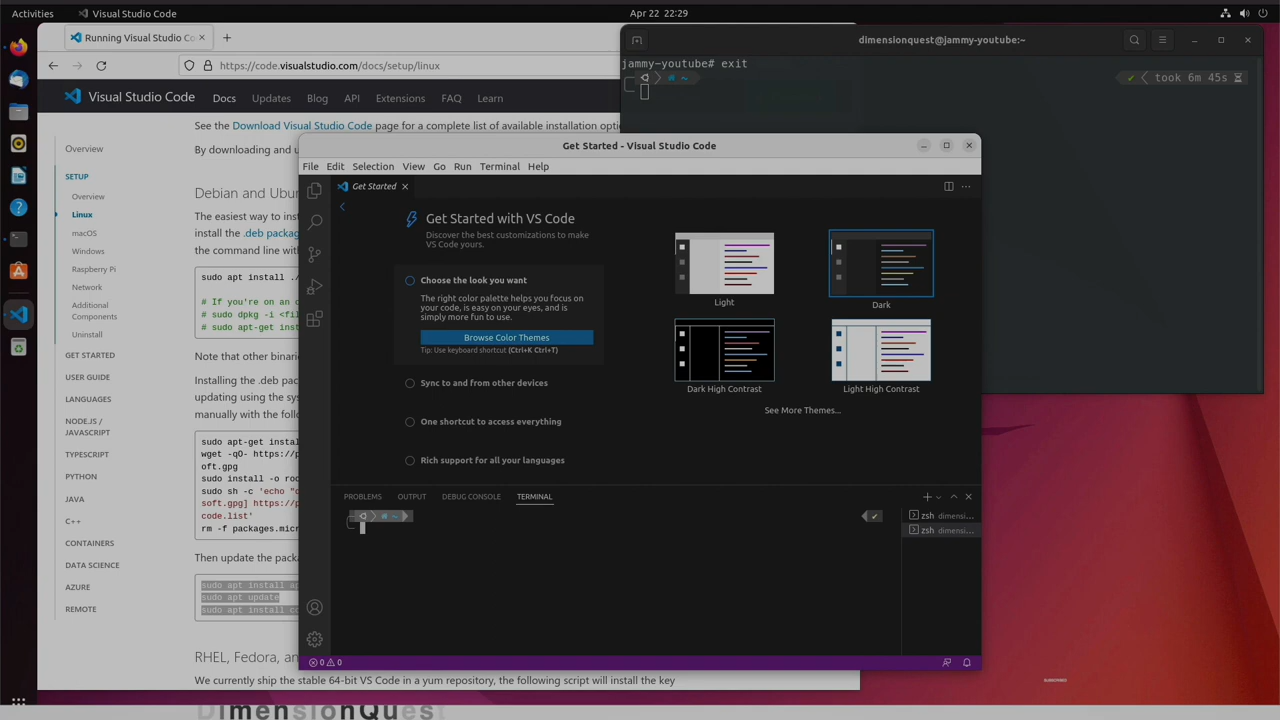 Activities
Visual Studio Code
Apr 22 22:29
Running Visual Studio Co
https://code.visualstudio.com/docs/setup/linux
Visual Studio Code
Docs
Updates
Blog
API
Extensions
FAQ
Learn
See the Download Visual Studio Code page for a complete list of available installation optio
By downloading and u
Overview
SETUP
Overview
Linux
macOS
Windows
Raspberry Pi
Network
Additional
Components
Uninstall
GET STARTED
USER GUIDE
LANGUAGES
NODE.JS /
JAVASCRIPT
TYPESCRIPT
PYTHON
JAVA
C++
CONTAINERS
DATA SCIENCE
AZURE
REMOTE
Debian and Ubu
The easiest way to inst
install the .deb packag
the command line with
sudo apt install ./
# If you're on an o
# sudo dpkg -i <fil
# sudo apt-get inst
Note that other binarie
Installing the .deb pac
updating using the sys
manually with the follo
sudo apt-get instal
wget -qO- https://p
oft.gpg
sudo install -o roo
sudo sh -c 'echo "d
soft.gpg] https://p
code.list'
rm -f packages.micr
Then update the packa
sudo apt install ap
sudo apt update
sudo apt install co
RHEL, Fedora, an
We currently ship the stable 64-bit VS Code in a yum repository, the following script will install the key
dimensionquest@jammy-youtube:~
jammy-youtube# exit
~
took 6m 45s
Get Started - Visual Studio Code
File
Edit
Selection
View
Go
Run
Terminal
Help
Get Started
Get Started with VS Code
Discover the best customizations to make
VS Code yours.
Choose the look you want
The right color palette helps you focus on
your code, is easy on your eyes, and is
simply more fun to use.
Browse Color Themes
Tip: Use keyboard shortcut (Ctrl+K Ctrl+T)
Sync to and from other devices
One shortcut to access everything
Rich support for all your languages
Light
Dark
Dark High Contrast
Light High Contrast
See More Themes...
PROBLEMS
OUTPUT
DEBUG CONSOLE
TERMINAL
~
zsh dimensi...
zsh dimensi...
0
0
SUBSCRIBED
DimensionQuest